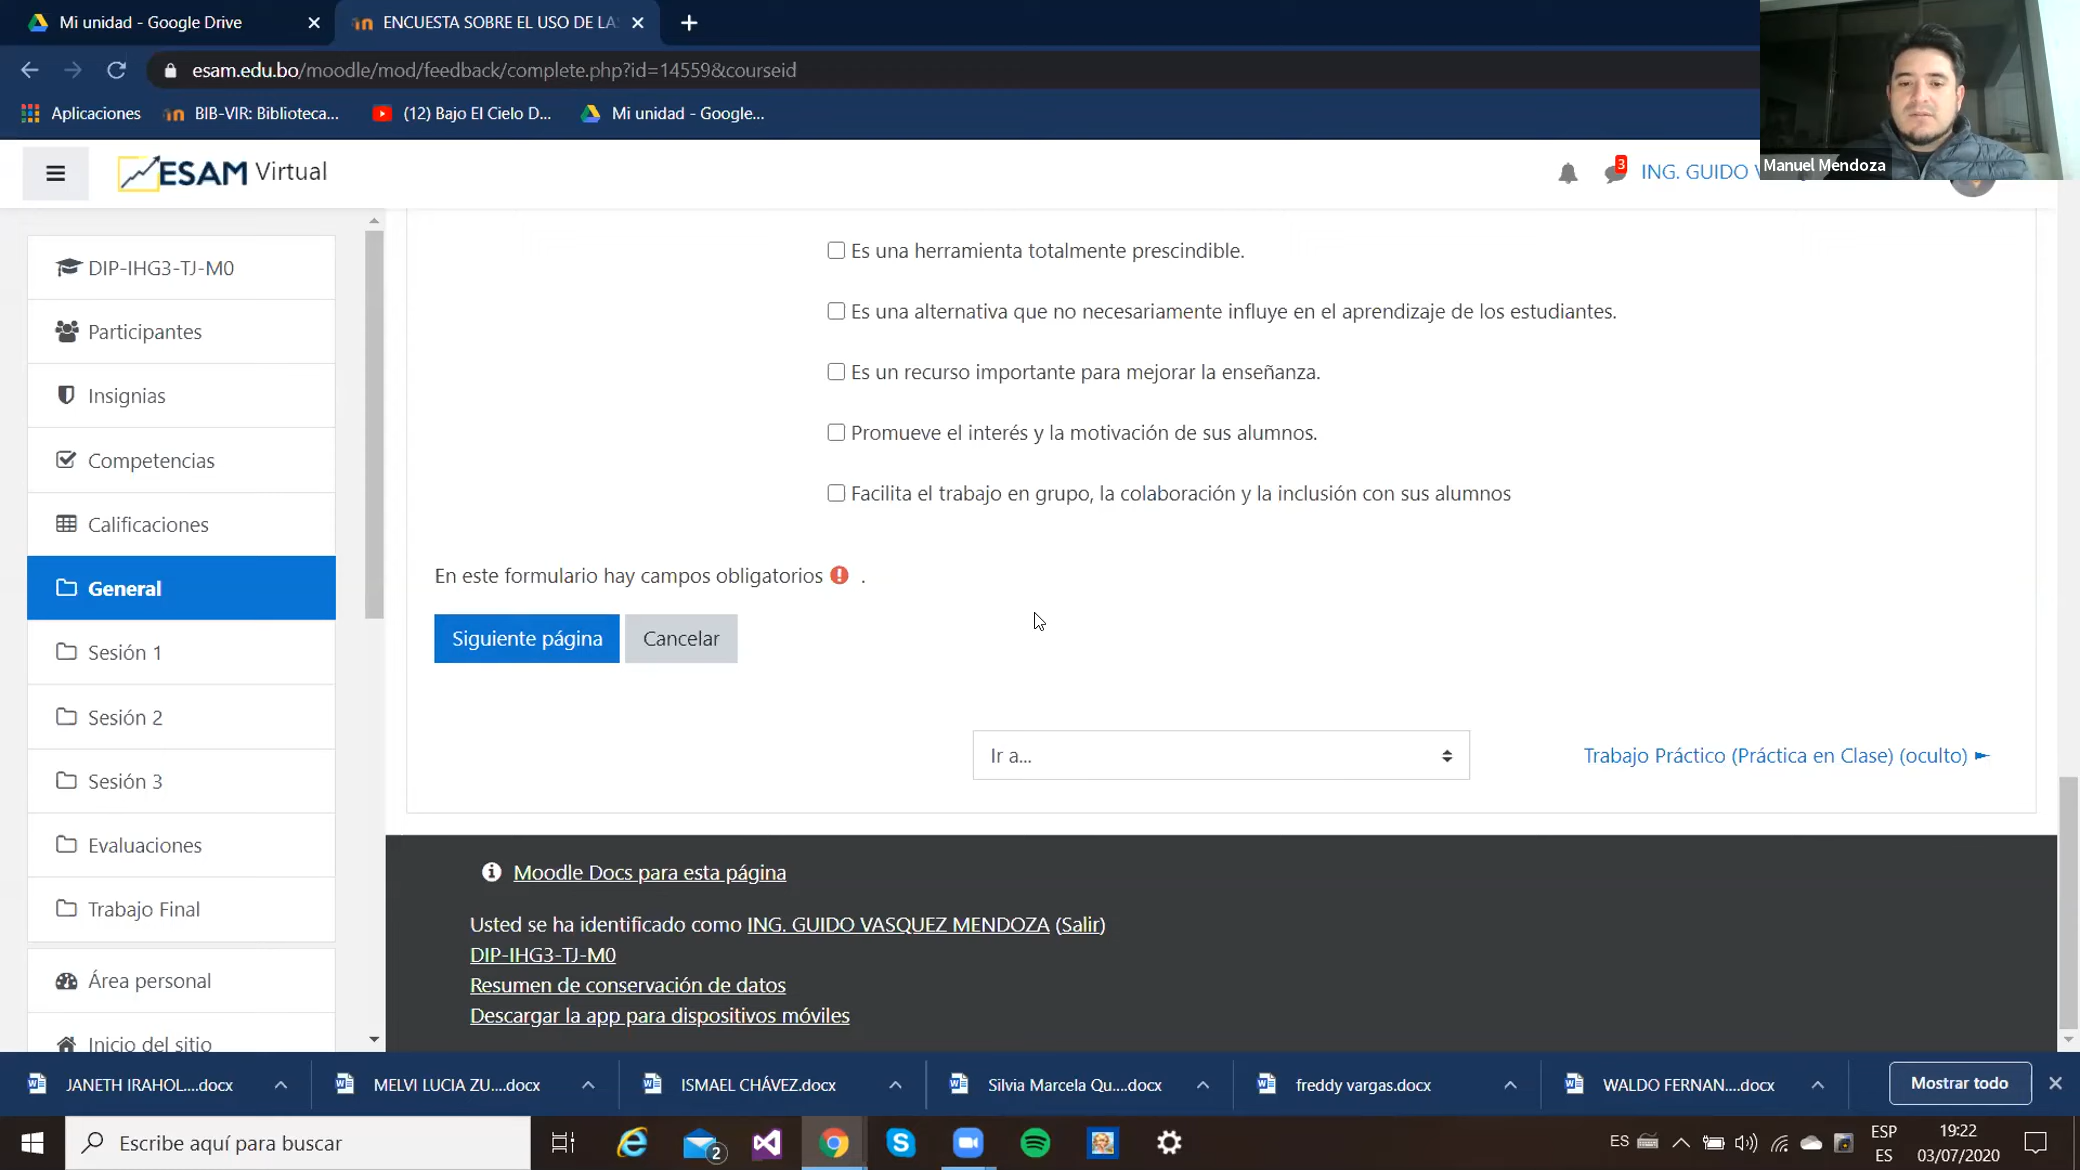 Mi unidad - Google Drive
ENCUESTA SOBRE EL USO DE LA
esam.edu.bo/moodle/mod/feedback/complete.php?id=14559&courseid
Aplicaciones
BIB-VIR: Biblioteca...
(12) Bajo El Cielo D...
Mi unidad - Google...
Manuel Mendoza
ESAM Virtual
3
ING. GUIDO V
DIP-IHG3-TJ-M0
Participantes
Insignias
Competencias
Calificaciones
General
Sesión 1
Sesión 2
Sesión 3
Evaluaciones
Trabajo Final
Área personal
Inicio del sitio
Es una herramienta totalmente prescindible.
Es una alternativa que no necesariamente influye en el aprendizaje de los estudiantes.
Es un recurso importante para mejorar la enseñanza.
Promueve el interés y la motivación de sus alumnos.
Facilita el trabajo en grupo, la colaboración y la inclusión con sus alumnos
En este formulario hay campos obligatorios .
Siguiente página
Cancelar
Ir a...
Trabajo Práctico (Práctica en Clase) (oculto) ►
Moodle Docs para esta página
Usted se ha identificado como ING. GUIDO VASQUEZ MENDOZA (Salir)
DIP-IHG3-TJ-M0
Resumen de conservación de datos
Descargar la app para dispositivos móviles
JANETH IRAHOL....docx
MELVI LUCIA ZU....docx
ISMAEL CHÁVEZ.docx
Silvia Marcela Qu....docx
freddy vargas.docx
WALDO FERNAN....docx
Mostrar todo
Escribe aquí para buscar
2
ES
ESP
ES
19:22
03/07/2020